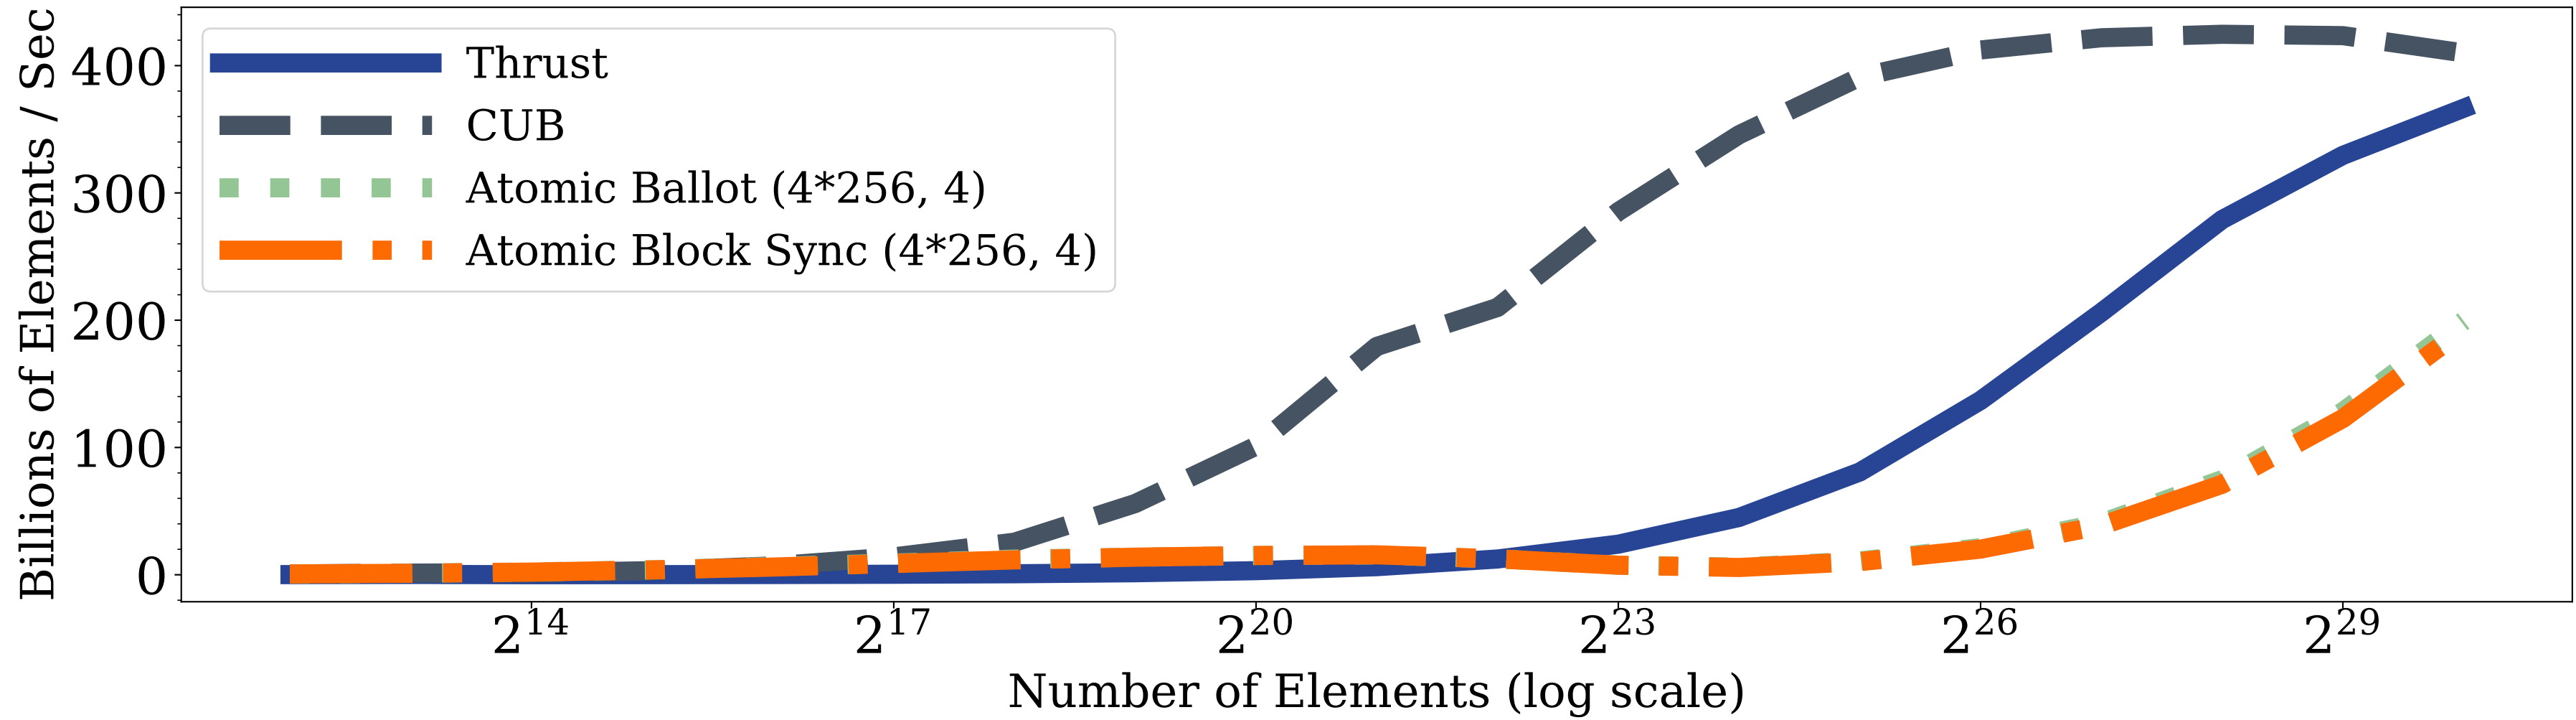 Billions of Elements / Sec
400
300
200
100
0
Thrust
CUB
Atomic Ballot (4*256, 4)
Atomic Block Sync (4*256, 4)
2^14 2^17 2^20 2^23 2^26 2^29
Number of Elements (log scale)